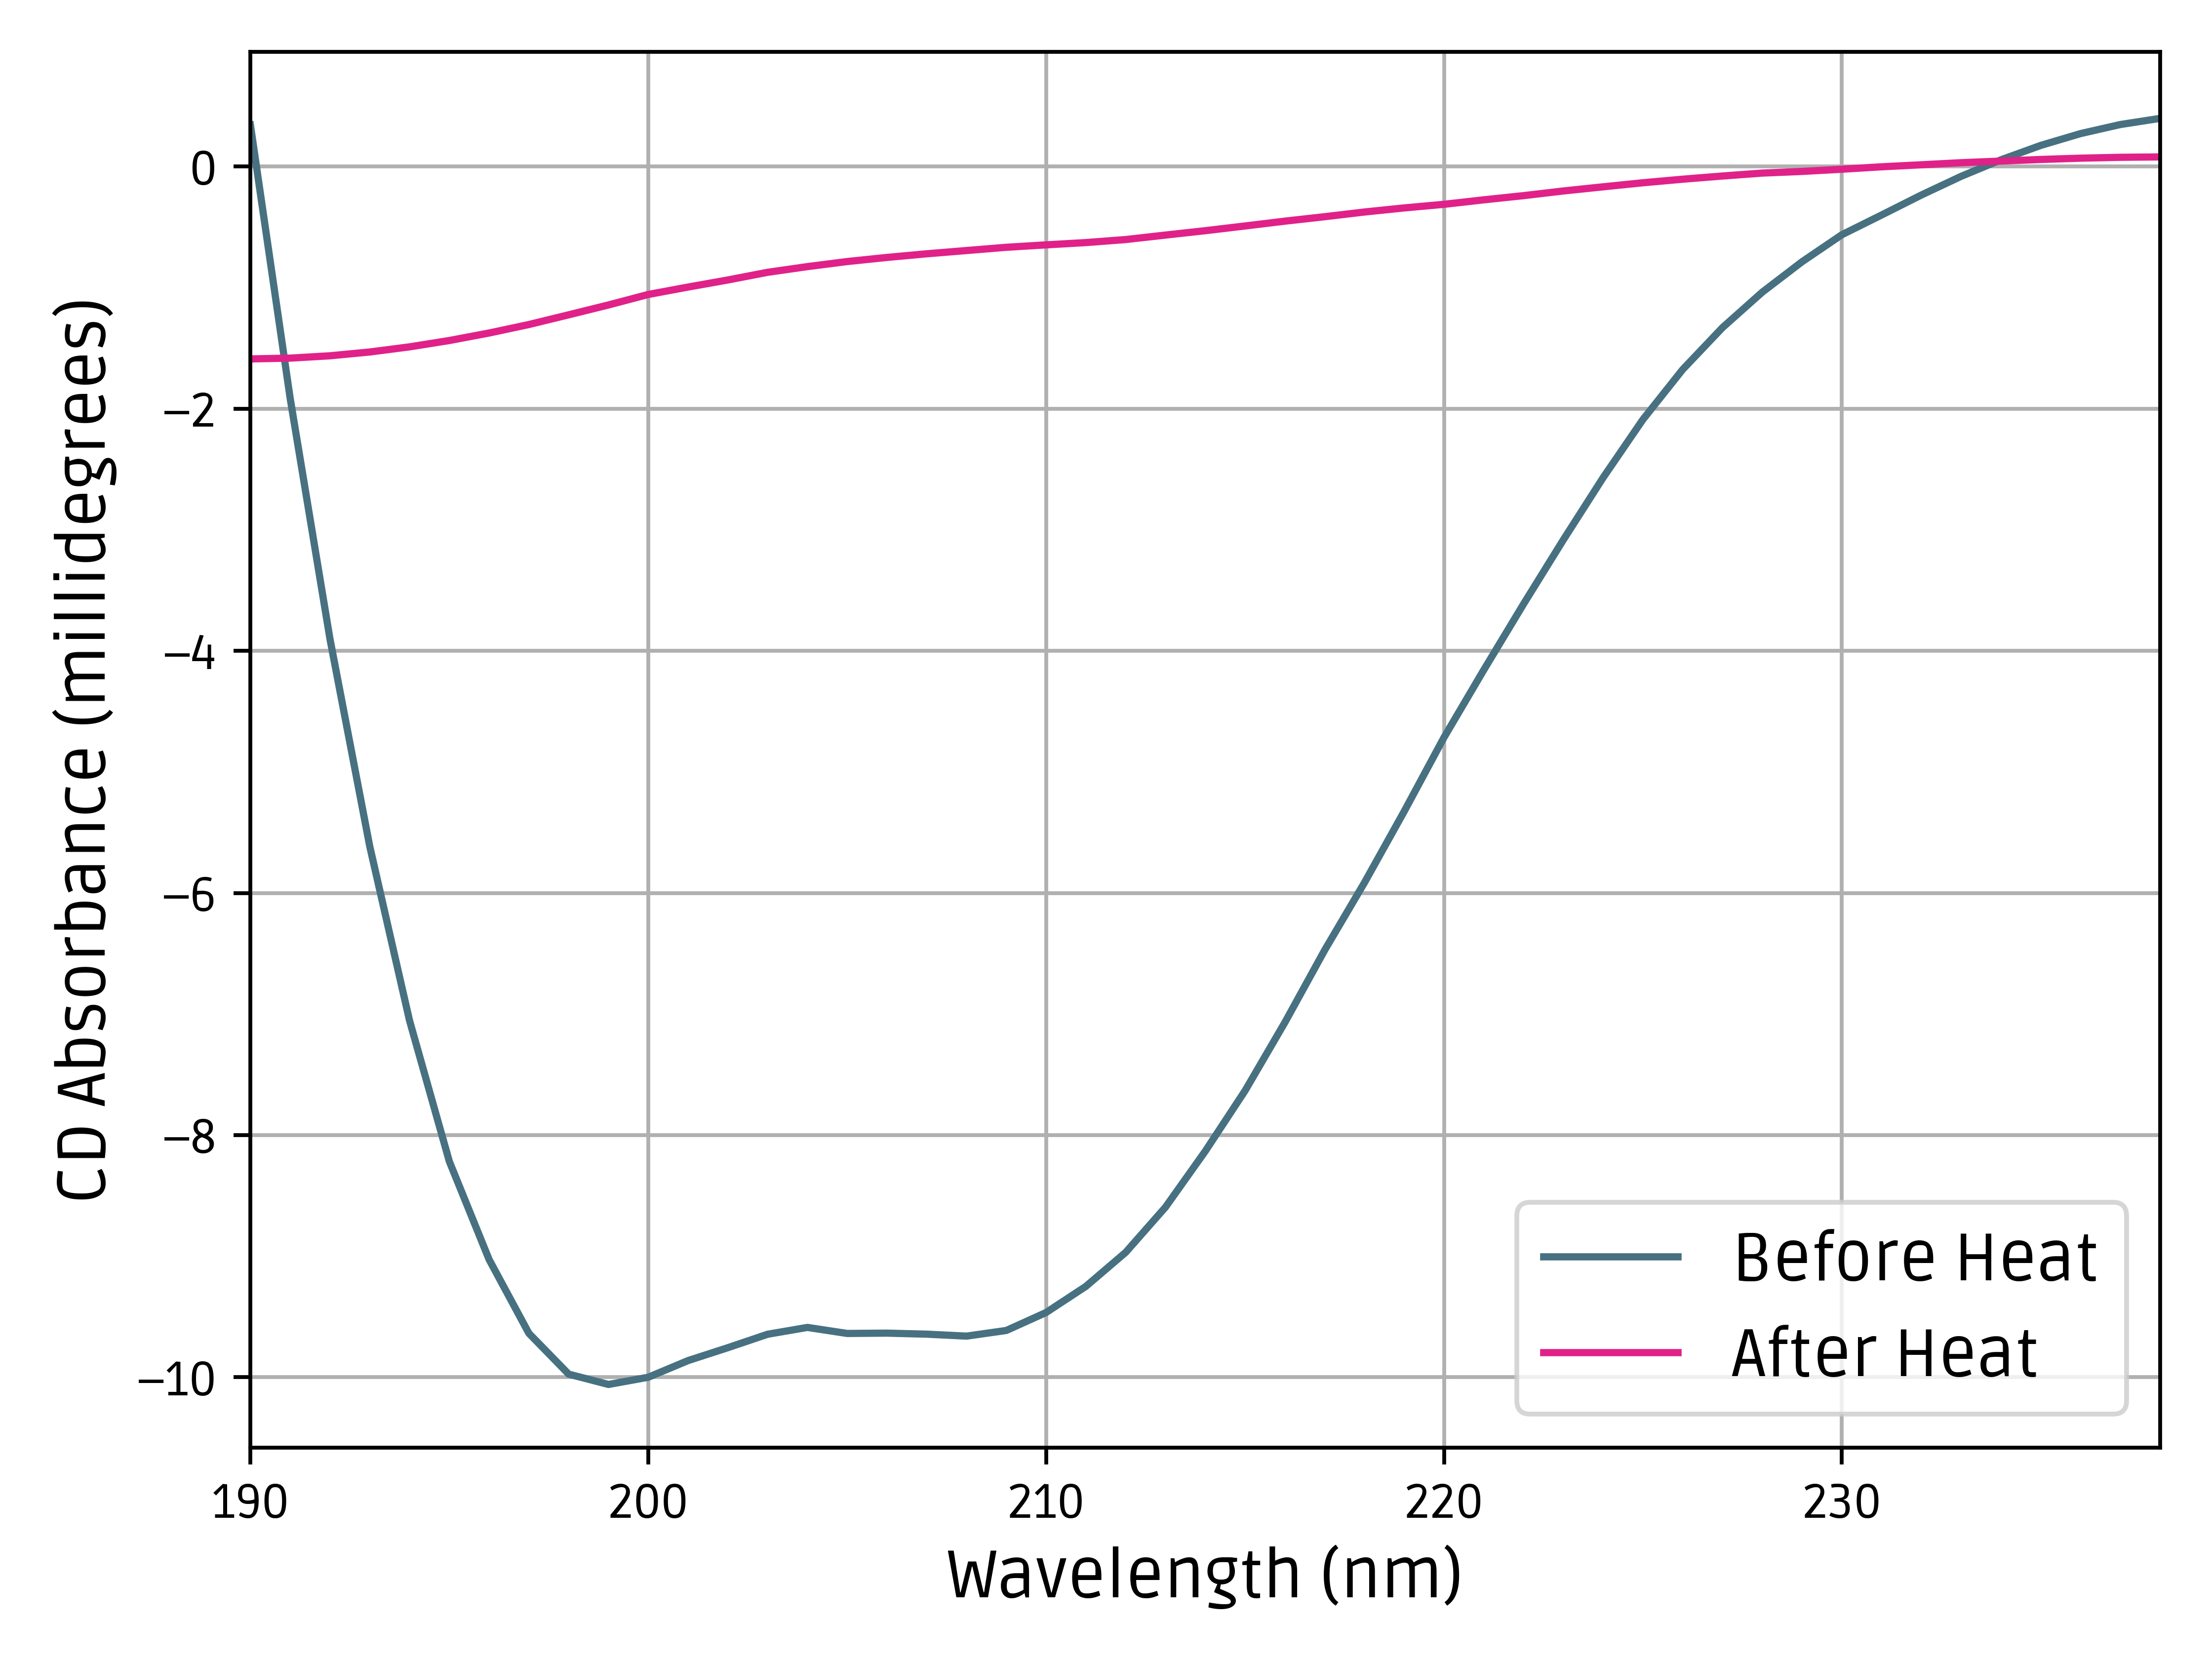 CD Absorbance (millidegrees)
0
−2
−4
−6
−8
−10
190
200
210
220
230
Wavelength (nm)
Before Heat
After Heat